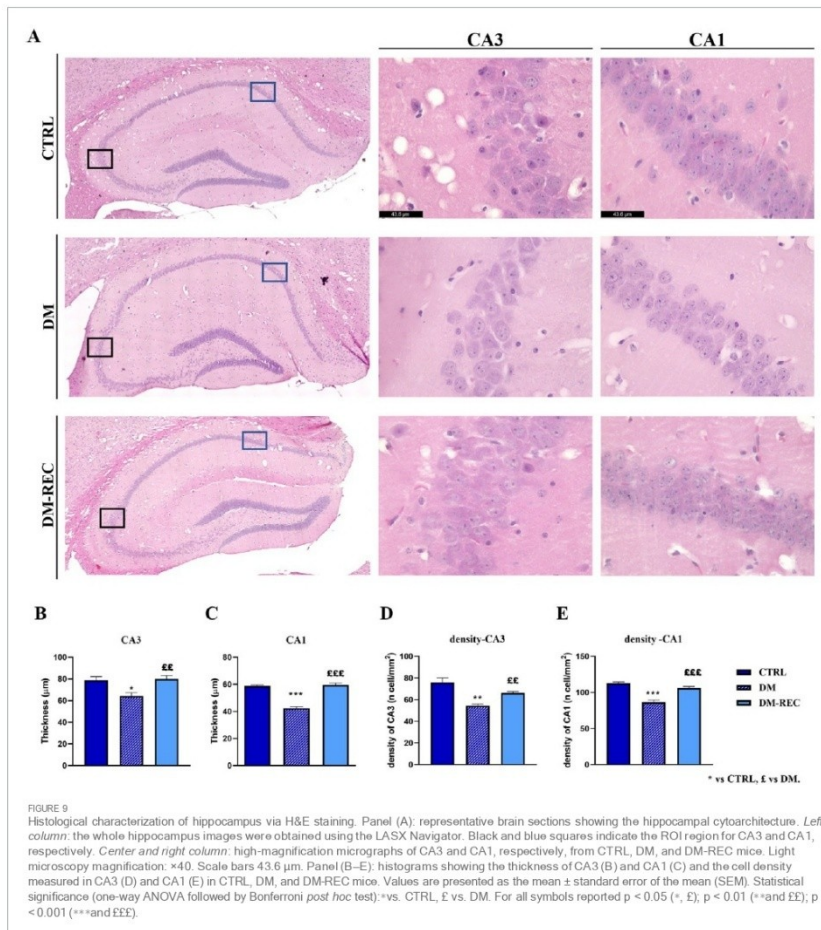 A
CA3
CA1
CTRL
43.6 µm
43.6 µm
DM
DM-REC
B
CA3
Thickness (µm)
100
80
60
40
20
0
*
££
C
CA1
Thickness (µm)
80
60
40
20
0
***
£££
D
density-CA3
density of CA3 (n cell/mm²)
100
80
60
40
20
0
**
££
E
density -CA1
density of CA1 (n cell/mm²)
150
100
50
0
***
£££
CTRL
DM
DM-REC
* vs CTRL, £ vs DM.
FIGURE 9
Histological characterization of hippocampus via H&E staining. Panel (A): representative brain sections showing the hippocampal cytoarchitecture. Left
column: the whole hippocampus images were obtained using the LASX Navigator. Black and blue squares indicate the ROI region for CA3 and CA1,
respectively. Center and right column: high-magnification micrographs of CA3 and CA1, respectively, from CTRL, DM, and DM-REC mice. Light
microscopy magnification: ×40. Scale bars 43.6 µm. Panel (B–E): histograms showing the thickness of CA3 (B) and CA1 (C) and the cell density
measured in CA3 (D) and CA1 (E) in CTRL, DM, and DM-REC mice. Values are presented as the mean ± standard error of the mean (SEM). Statistical
significance (one-way ANOVA followed by Bonferroni post hoc test):*vs. CTRL, £ vs. DM. For all symbols reported p < 0.05 (*, £); p < 0.01 (**and ££); p
< 0.001 (***and £££).